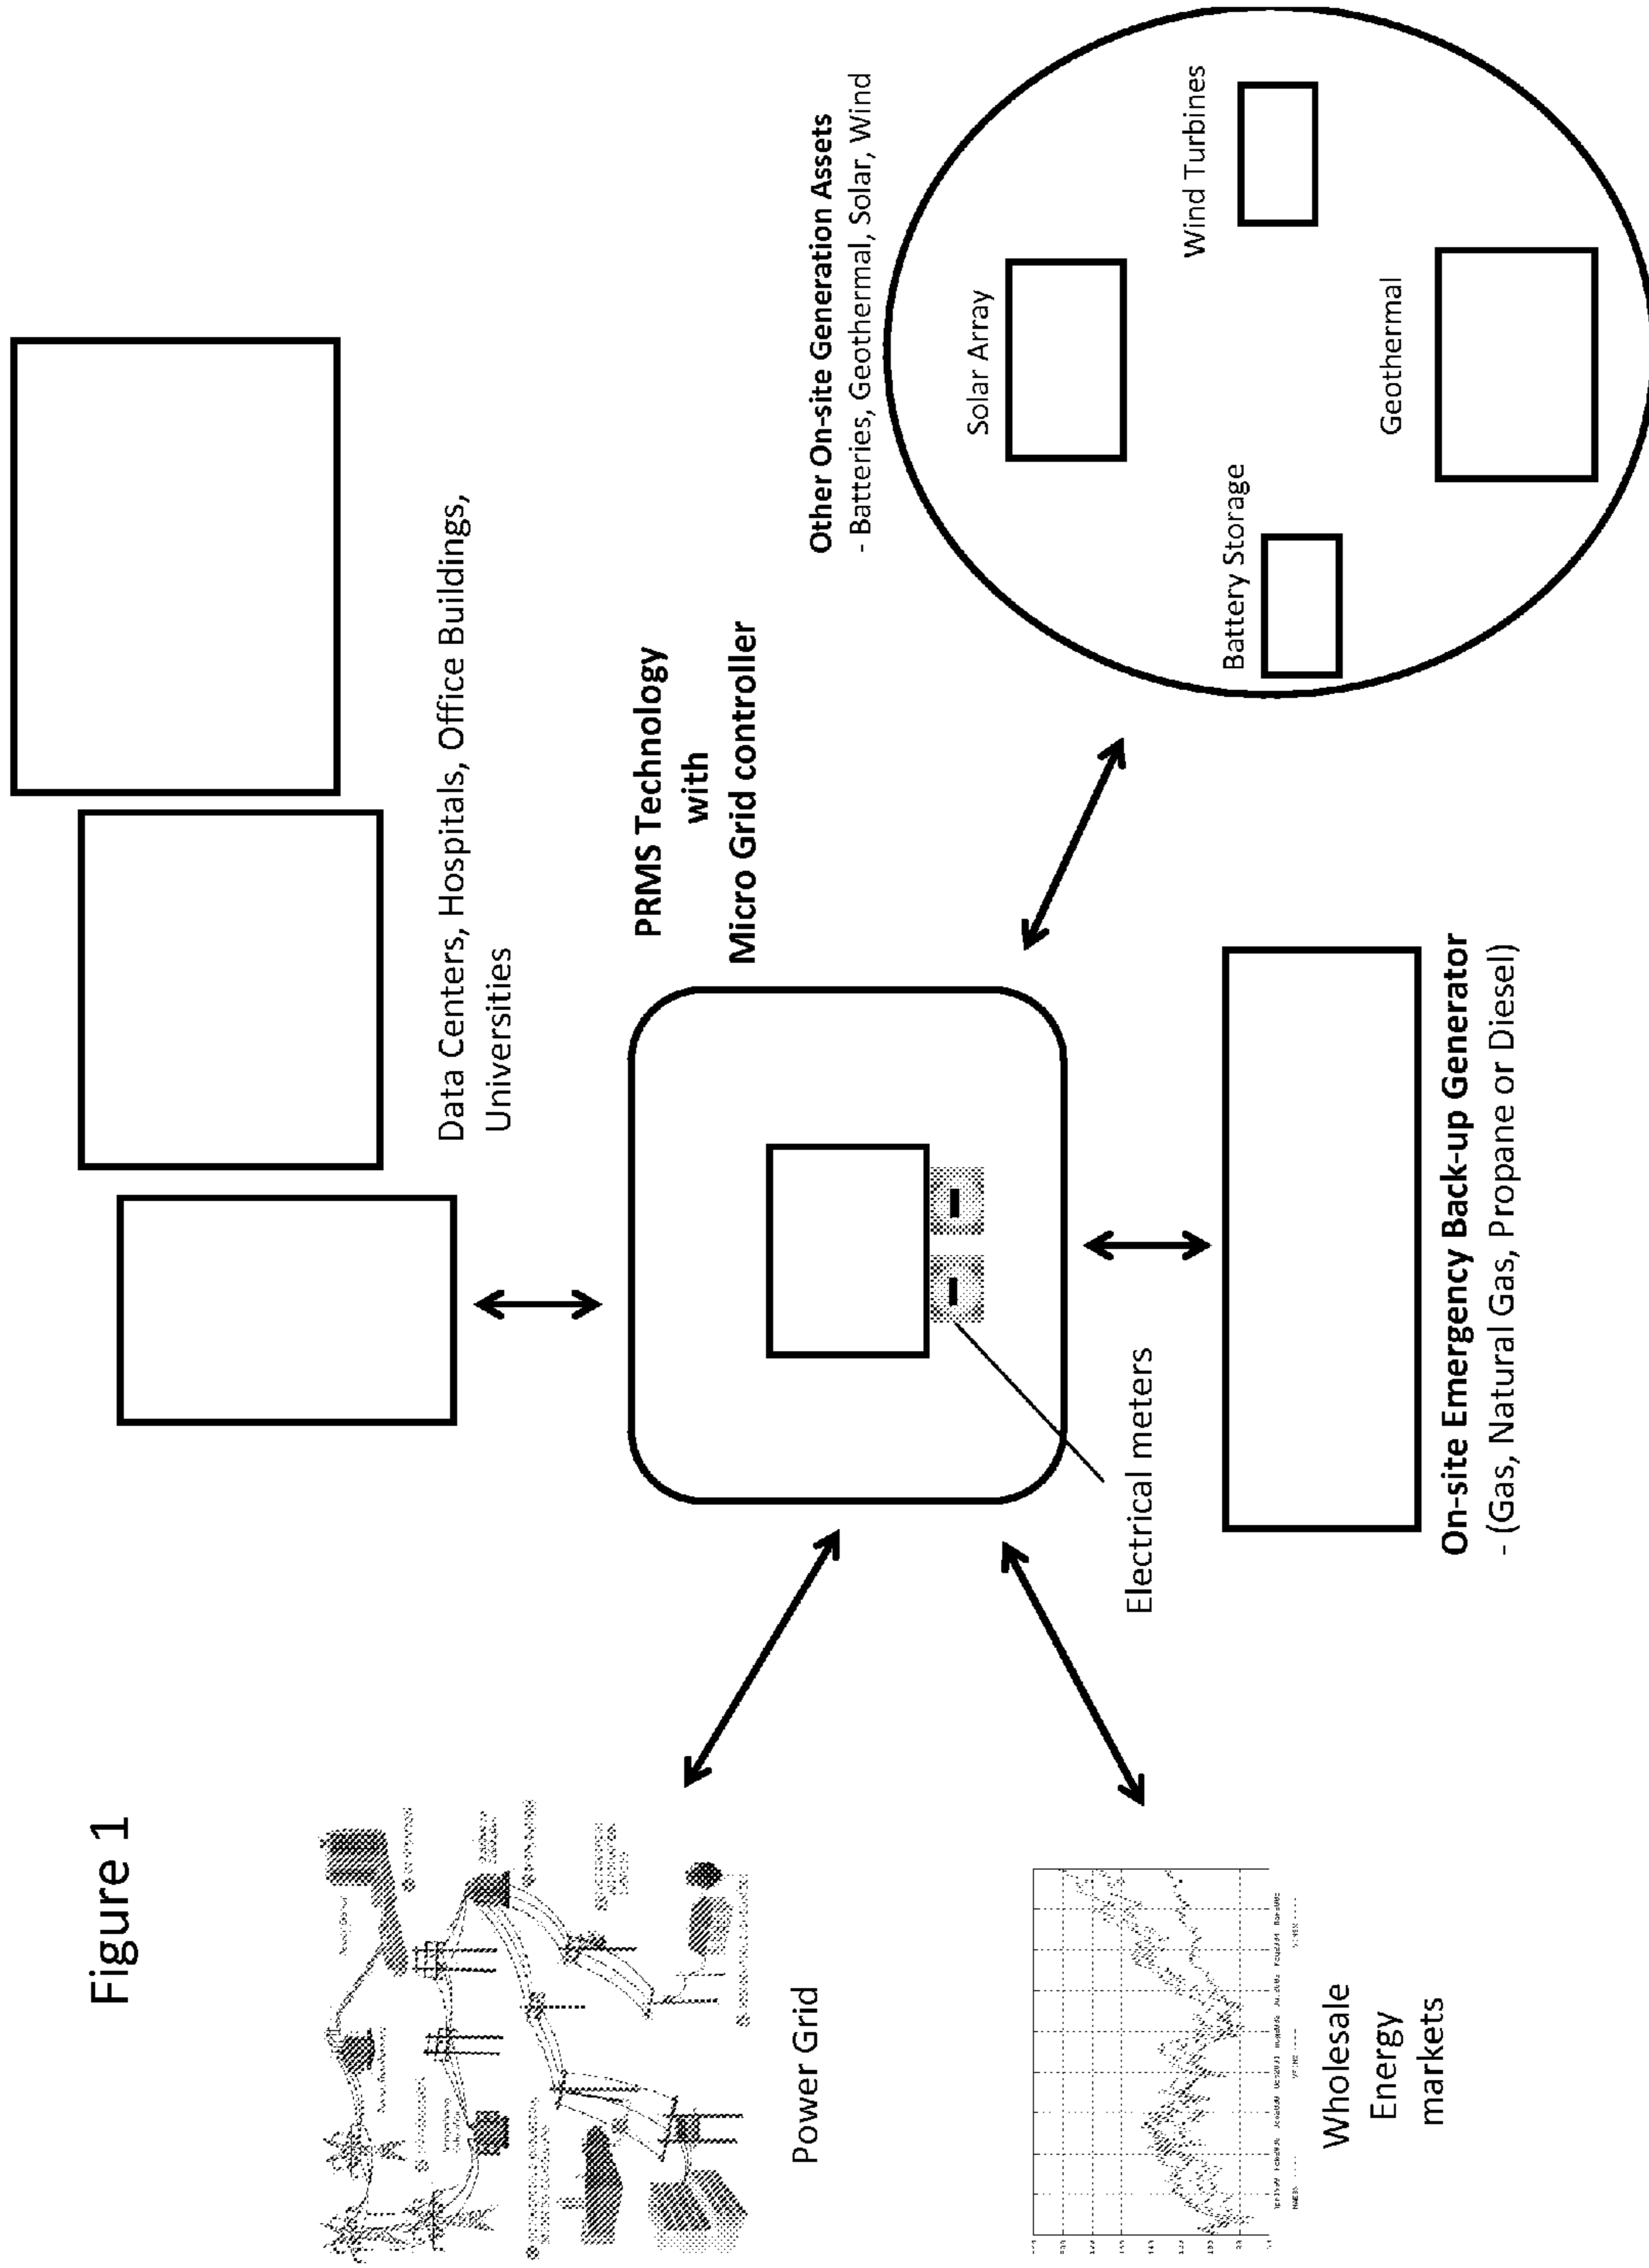 Figure 1
Data Centers, Hospitals, Office Buildings,
Universities
Power Grid
PRMS Technology
with
Micro Grid controller
Electrical meters
Other On-site Generation Assets
- Batteries, Geothermal, Solar, Wind
Solar Array
Battery Storage
Wind Turbines
Geothermal
Wholesale
Energy
markets
On-site Emergency Back-up Generator
- (Gas, Natural Gas, Propane or Diesel)